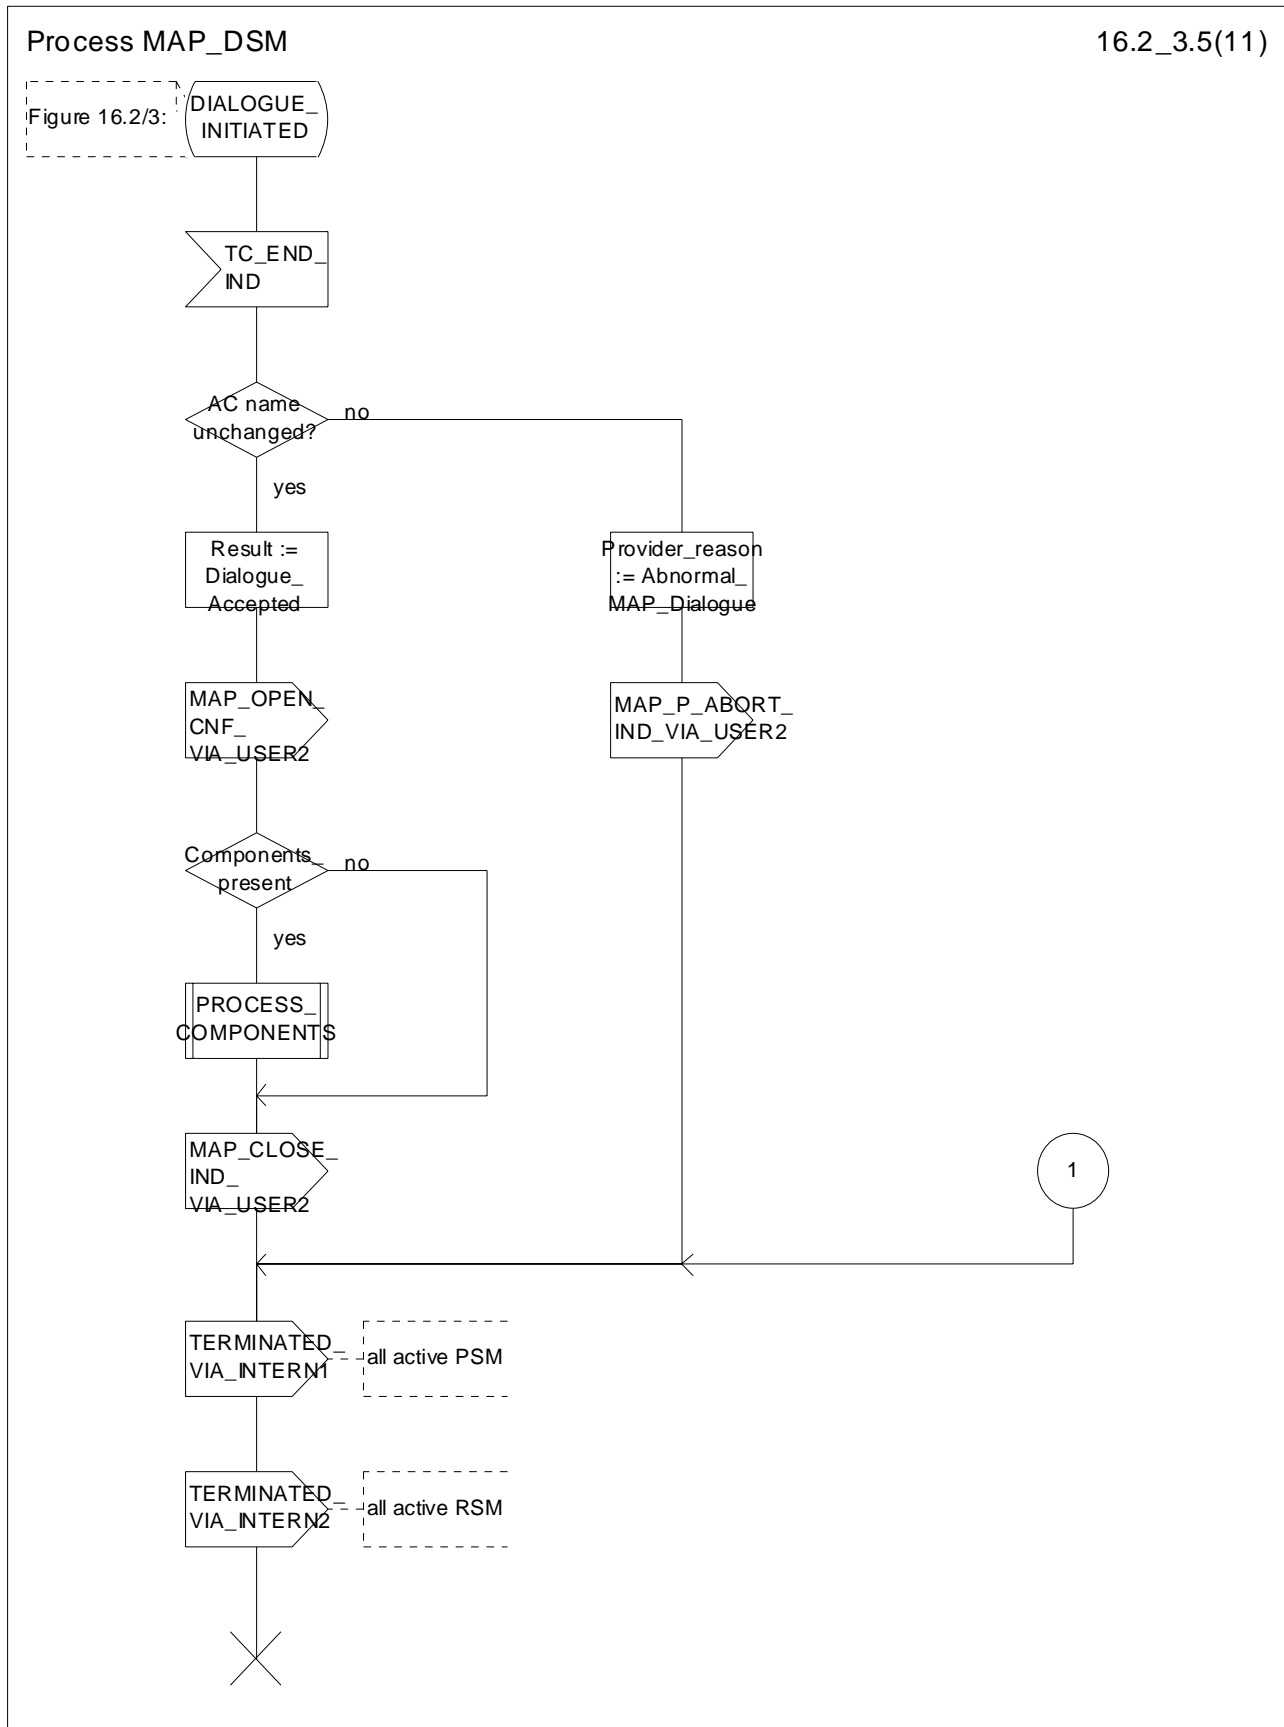 Process MAP_DSM
16.2_3.5(11)
Figure 16.2/3:
DIALOGUE_
INITIATED
TC_END_
IND
AC name
unchanged?
no
yes
Result :=
Dialogue_
Accepted
Provider_reason
:= Abnormal_
MAP_Dialogue
MAP_OPEN_
CNF_
VIA_USER2
MAP_P_ABORT_
IND_VIA_USER2
Components_
present
no
yes
PROCESS_
COMPONENTS
MAP_CLOSE_
IND_
VIA_USER2
1
TERMINATED_
VIA_INTERN1
all active PSM
TERMINATED_
VIA_INTERN2
all active RSM